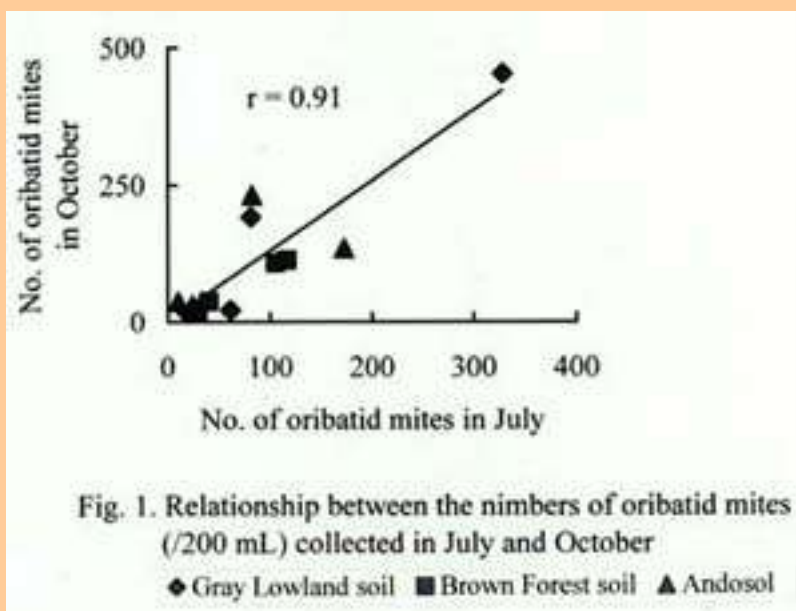 500
r = 0.91
No. of oribatid mites
in October
250
0
0 100 200 300 400
No. of oribatid mites in July
Fig. 1. Relationship between the nimbers of oribatid mites
(/200 mL) collected in July and October
◆ Gray Lowland soil ■ Brown Forest soil ▲ Andosol